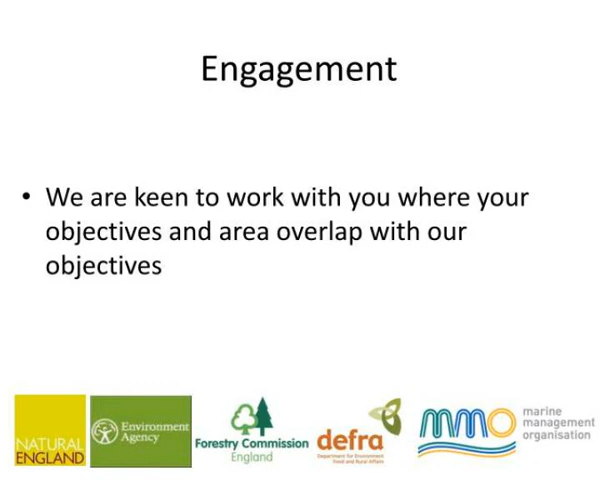 Engagement
• We are keen to work with you where your
objectives and area overlap with our
objectives
NATURAL
ENGLAND
Environment
Agency
Forestry Commission
England
defra
Department for Environment
Food and Rural Affairs
mmo
marine
management
organisation